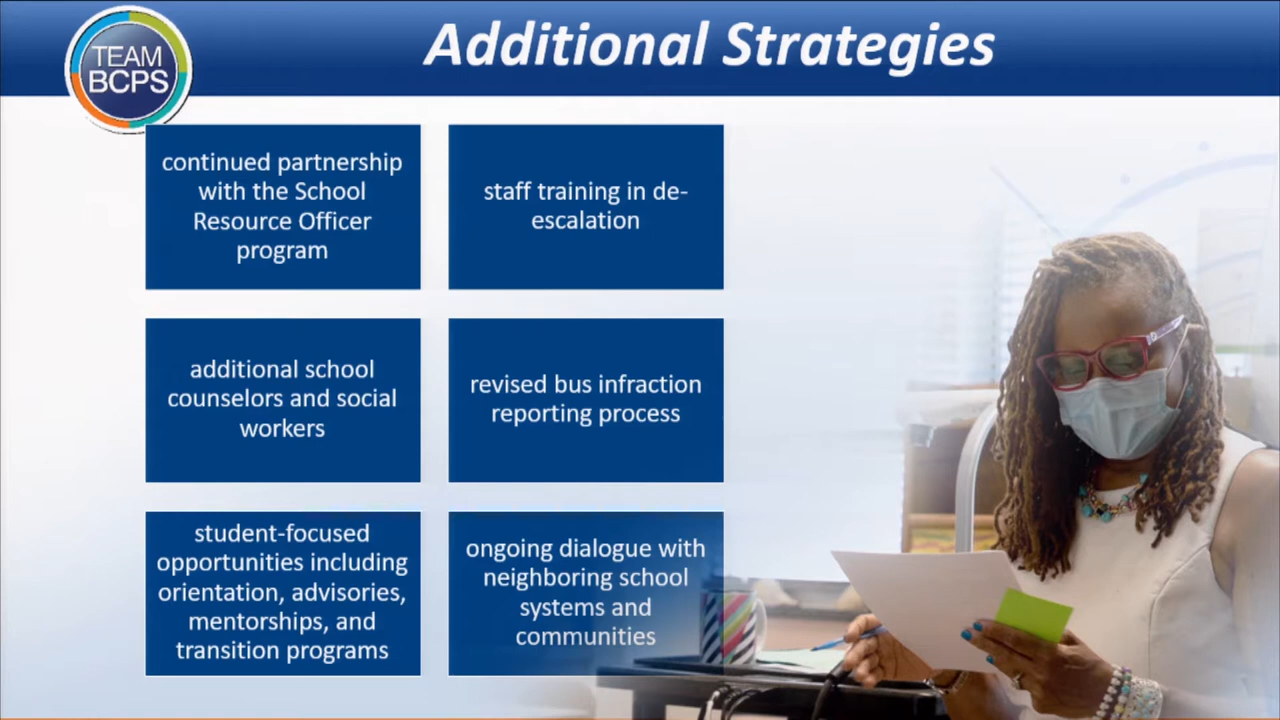 Additional Strategies
TEAM
BCPS
continued partnership
with the School
Resource Officer
program
staff training in de-
escalation
additional school
counselors and social
workers
revised bus infraction
reporting process
student-focused
opportunities including
orientation, advisories,
mentorships, and
transition programs
ongoing dialogue with
neighboring school
systems and
communities